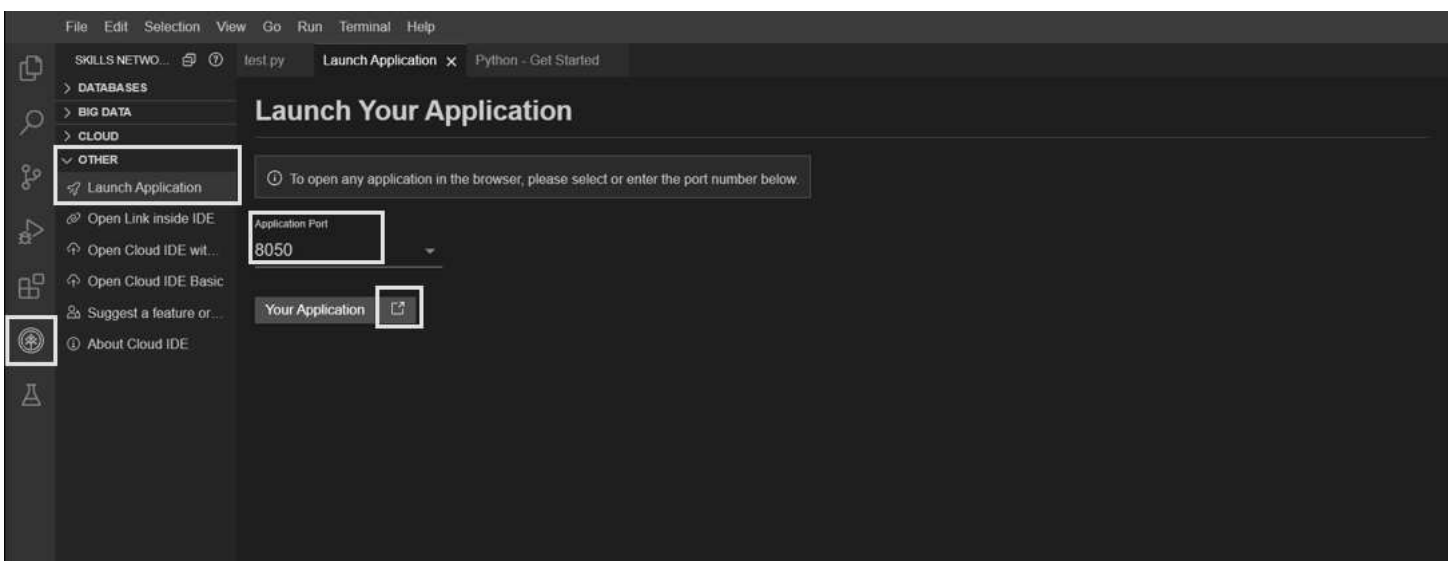 File Edit Selection View Go Run Terminal Help
SKILLS NETWO...
test.py Launch Application Python - Get Started
DATABASES
BIG DATA
CLOUD
OTHER
Launch Application
Open Link inside IDE
Open Cloud IDE wit...
Open Cloud IDE Basic
Suggest a feature or...
About Cloud IDE
Launch Your Application
To open any application in the browser, please select or enter the port number below.
Application Port
8050
Your Application